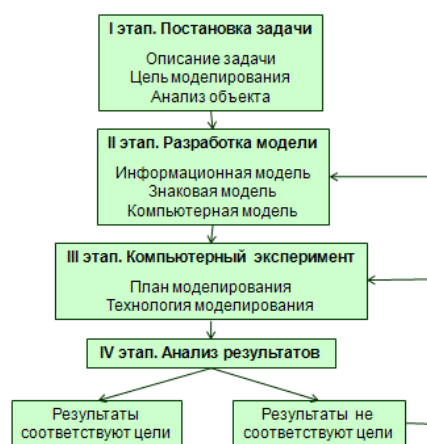 I этап. Постановка задачи
Описание задачи
Цель моделирования
Анализ объекта
II этап. Разработка модели
Информационная модель
Знаковая модель
Компьютерная модель
III этап. Компьютерный эксперимент
План моделирования
Технология моделирования
IV этап. Анализ результатов
Результаты
соответствуют цели
Результаты не
соответствуют цели